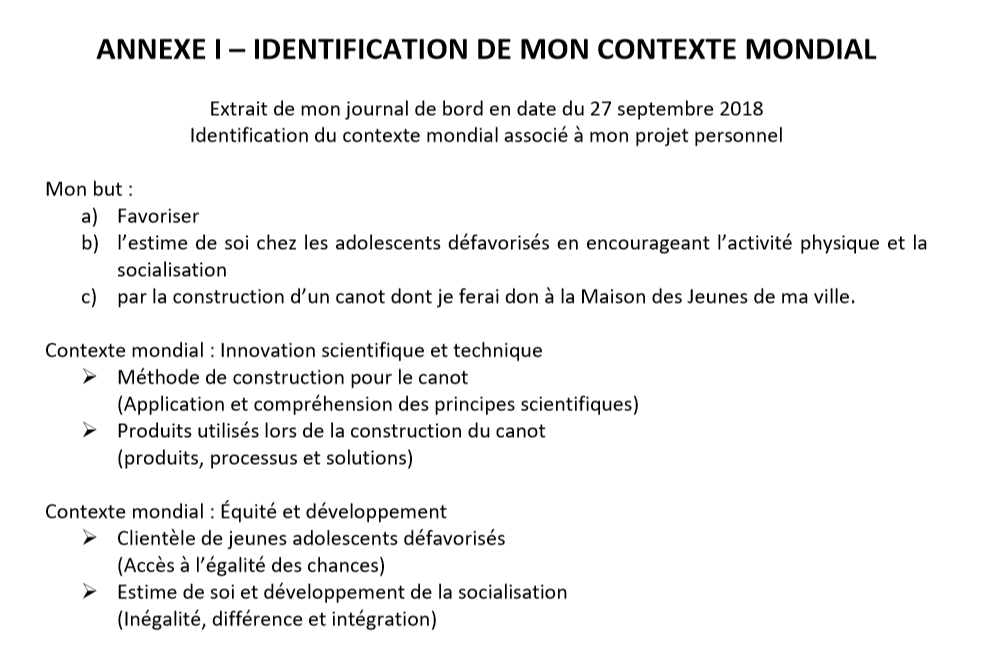 ANNEXE I – IDENTIFICATION DE MON CONTEXTE MONDIAL
Extrait de mon journal de bord en date du 27 septembre 2018
Identification du contexte mondial associé à mon projet personnel
Mon but :
a) Favoriser
b) l’estime de soi chez les adolescents défavorisés en encourageant l’activité physique et la
socialisation
c) par la construction d’un canot dont je ferai don à la Maison des Jeunes de ma ville.
Contexte mondial : Innovation scientifique et technique
➢ Méthode de construction pour le canot
(Application et compréhension des principes scientifiques)
➢ Produits utilisés lors de la construction du canot
(produits, processus et solutions)
Contexte mondial : Équité et développement
➢ Clientèle de jeunes adolescents défavorisés
(Accès à l’égalité des chances)
➢ Estime de soi et développement de la socialisation
(Inégalité, différence et intégration)